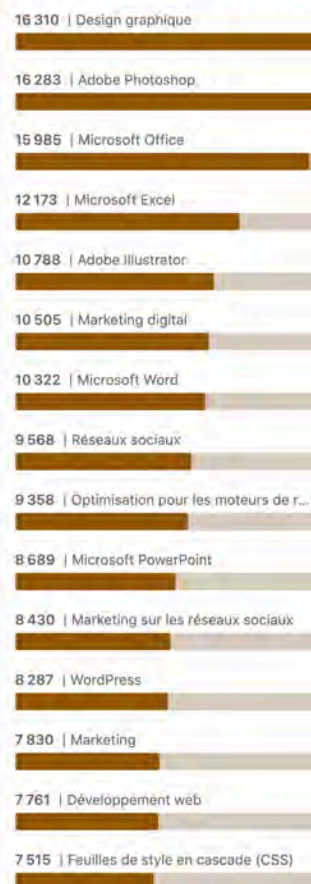 16 310 | Design graphique
16 283 | Adobe Photoshop
15 985 | Microsoft Office
12 173 | Microsoft Excel
10 788 | Adobe Illustrator
10 505 | Marketing digital
10 322 | Microsoft Word
9 568 | Réseaux sociaux
9 358 | Optimisation pour les moteurs de r...
8 689 | Microsoft PowerPoint
8 430 | Marketing sur les réseaux sociaux
8 287 | WordPress
7 830 | Marketing
7 761 | Développement web
7 515 | Feuilles de style en cascade (CSS)